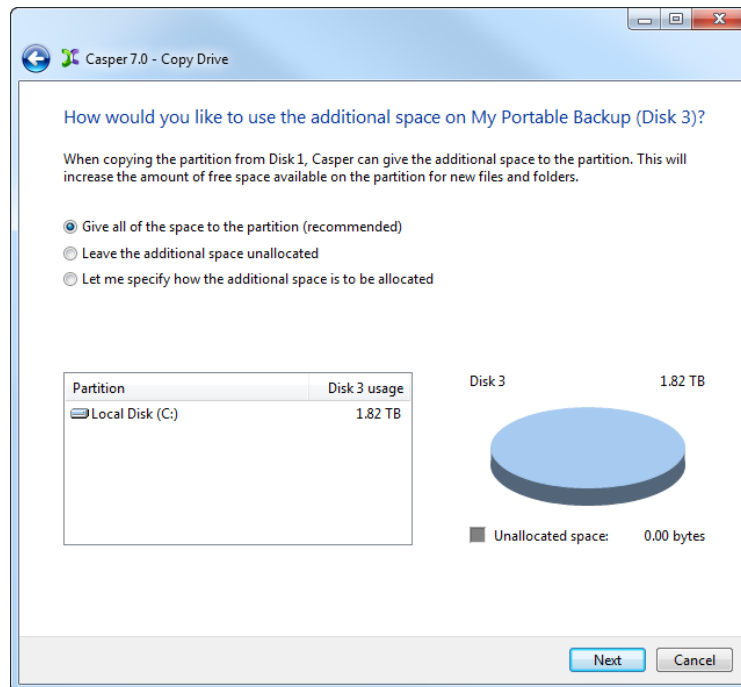 Casper 7.0 - Copy Drive
How would you like to use the additional space on My Portable Backup (Disk 3)?
When copying the partition from Disk 1, Casper can give the additional space to the partition. This will
increase the amount of free space available on the partition for new files and folders.
Give all of the space to the partition (recommended)
Leave the additional space unallocated
Let me specify how the additional space is to be allocated
Partition Disk 3 usage
Local Disk (C:) 1.82 TB
Disk 3 1.82 TB
Unallocated space: 0.00 bytes
Next Cancel